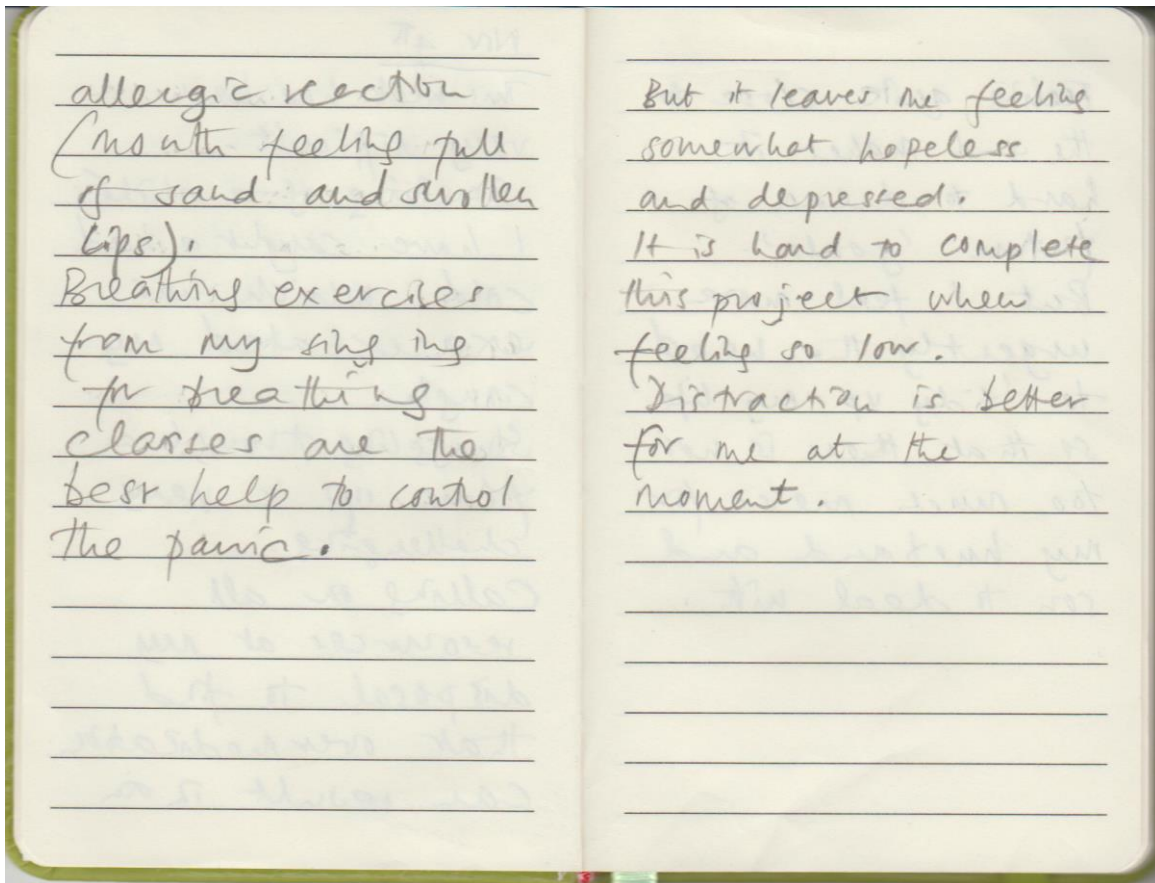 allergic reaction
(mouth feeling full
of sand and swollen
lips).
Breathing exercises
from my sing ing
for breathing
classes are the
best help to control
the panic.
But it leaves me feeling
somewhat hopeless
and depressed.
It is hard to complete
this project when
feeling so low.
Distraction is better
for me at the
moment.